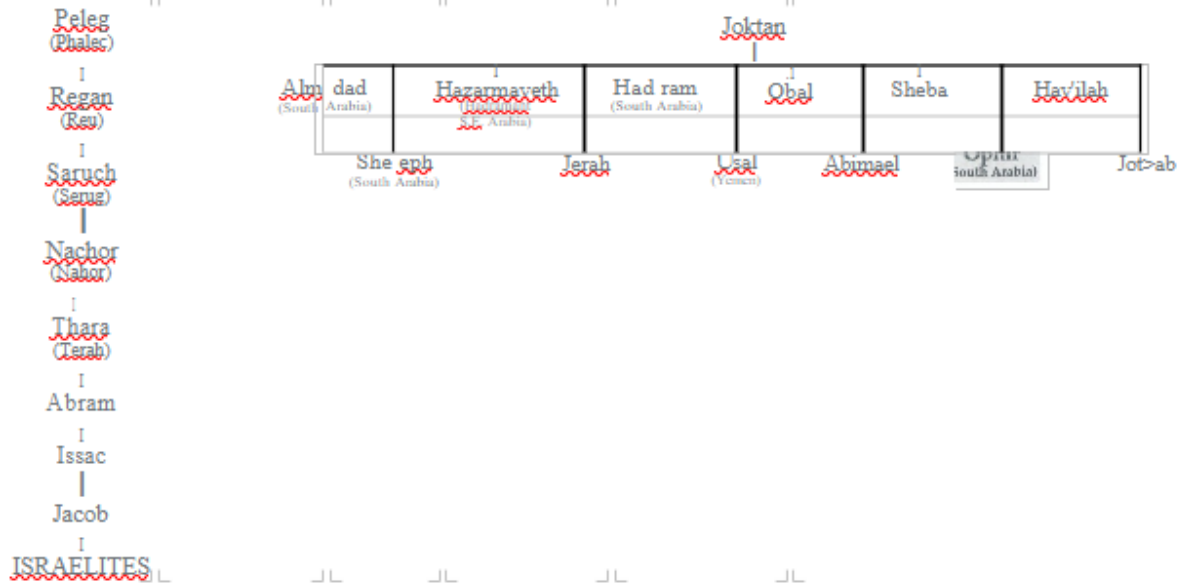 Peleg
(Phalec)
Regan
(Reu)
Saruch
(Serug)
Nachor
(Nahor)
Thara
(Terah)
Abram
Issac
Jacob
ISRAELITES
Joktan
Alm dad
(South Arabia)
Hazarmaveth
S.E. Arabia)
Had ram
(South Arabia)
Obal
Sheba
Hav'ilah
She eph
(South Arabia)
Jerah
Usal
(Yemen)
Abimael
Ophir
South Arabia)
Jot>ab